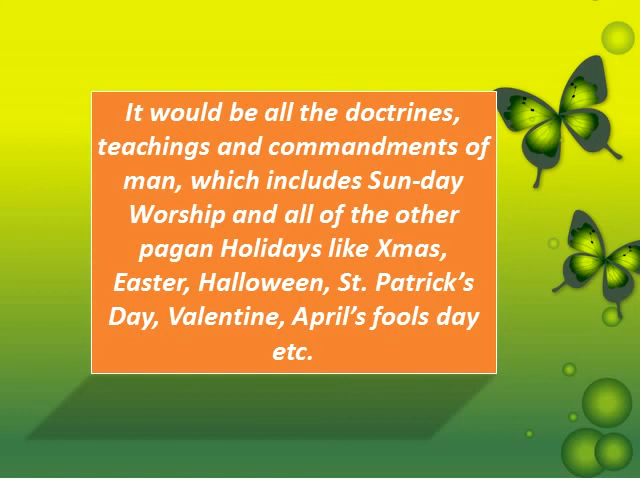 It would be all the doctrines,
teachings and commandments of
man, which includes Sun-day
Worship and all of the other
pagan Holidays like Xmas,
Easter, Halloween, St. Patrick’s
Day, Valentine, April’s fools day
etc.